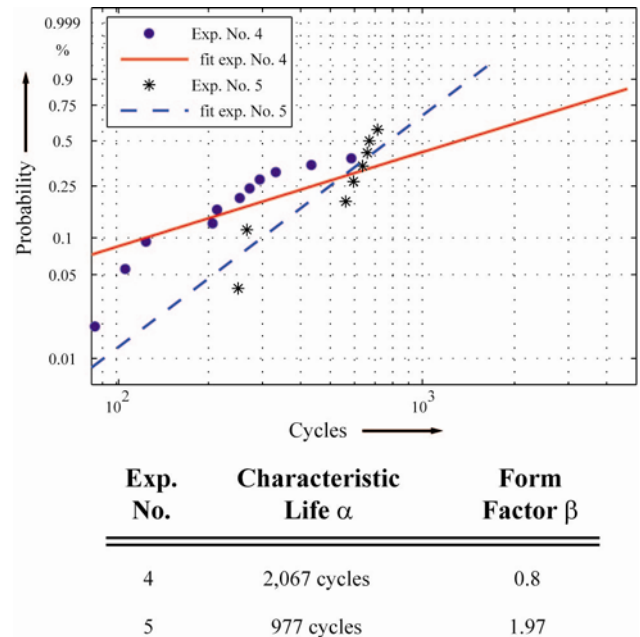 0.999
%
0.9
0.75
0.5
0.25
0.1
0.05
0.01
Probability
Exp. No. 4
fit exp. No. 4
Exp. No. 5
fit exp. No. 5
10²
10³
Cycles
Exp. No.
Characteristic Life α
Form Factor β
4 2,067 cycles 0.8
5 977 cycles 1.97